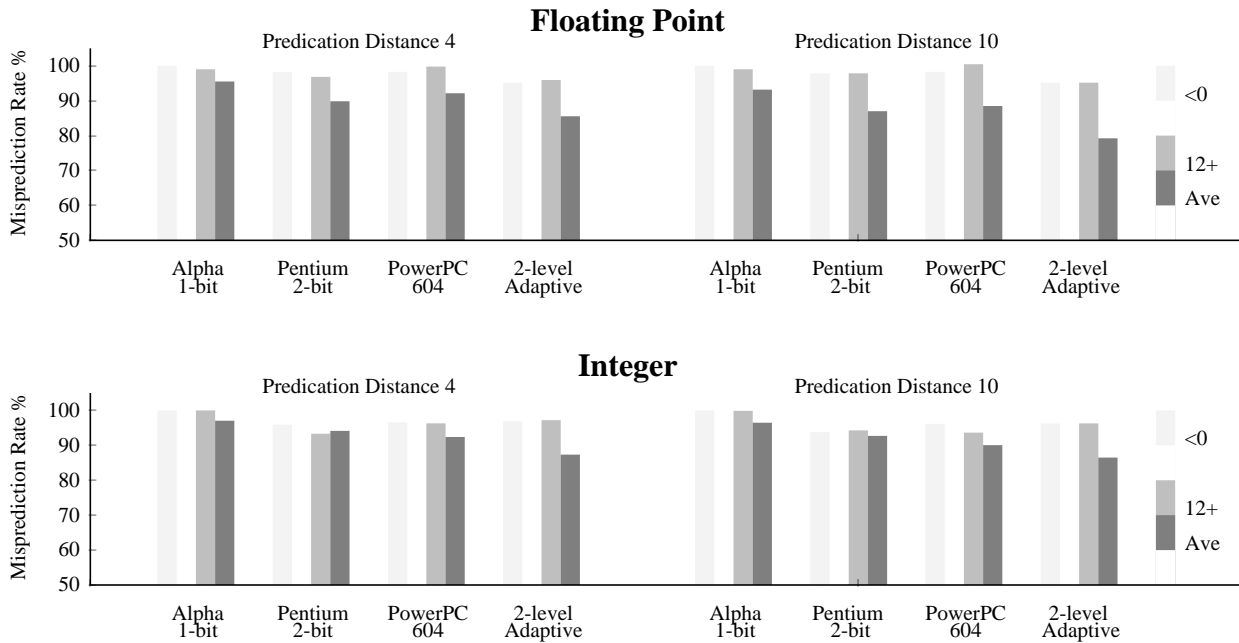 Floating Point
Predication Distance 4
Predication Distance 10
Misprediction Rate %
100
90
80
70
60
50
<0
12+
Ave
Alpha
1-bit
Pentium
2-bit
PowerPC
604
2-level
Adaptive
Alpha
1-bit
Pentium
2-bit
PowerPC
604
2-level
Adaptive
Integer
Predication Distance 4
Predication Distance 10
Misprediction Rate %
100
90
80
70
60
50
<0
12+
Ave
Alpha
1-bit
Pentium
2-bit
PowerPC
604
2-level
Adaptive
Alpha
1-bit
Pentium
2-bit
PowerPC
604
2-level
Adaptive